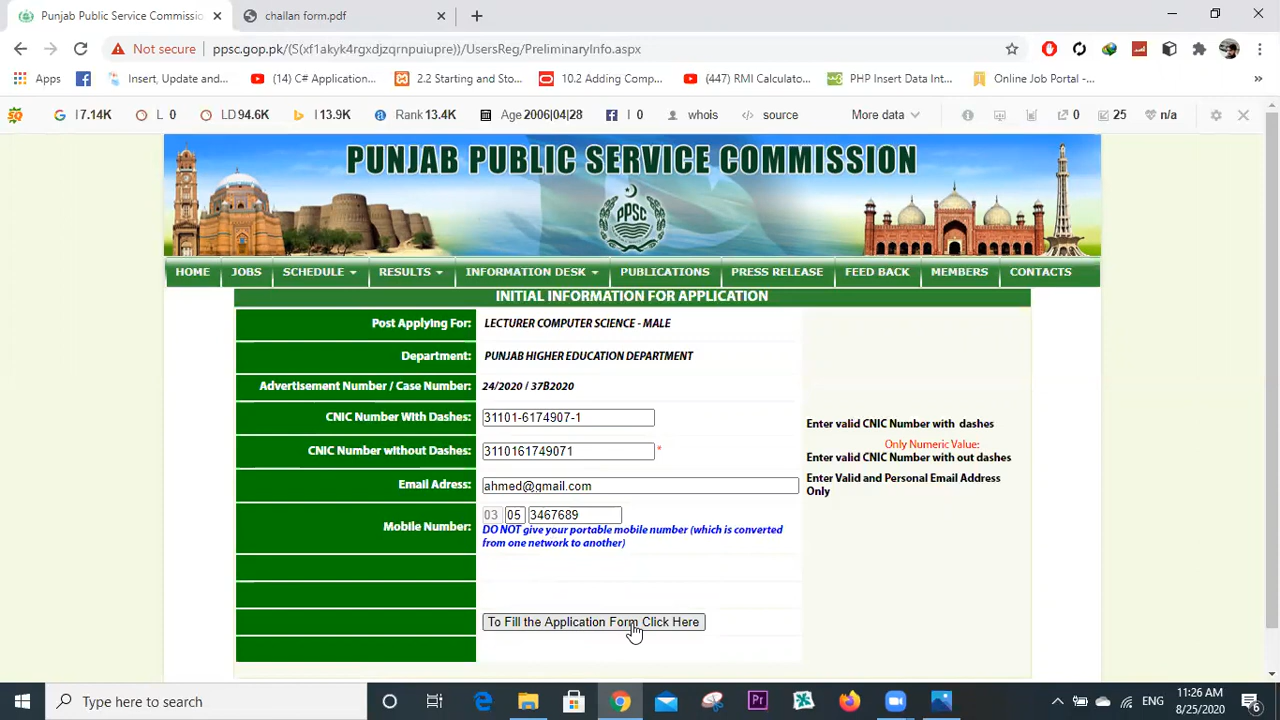 Punjab Public Service Commissio
challan form.pdf
Not secure
ppsc.gop.pk/(S(xf1akyk4rgxdjzqrnpuiupre))/UsersReg/PreliminaryInfo.aspx
Apps
Insert, Update and...
(14) C# Application...
2.2 Starting and Sto...
10.2 Adding Comp...
(447) RMI Calculato...
PHP Insert Data Int...
Online Job Portal -...
I 7.14K
L 0
LD 94.6K
I 13.9K
Rank 13.4K
Age 2006|04|28
I 0
whois
source
More data
0
25
n/a
PUNJAB PUBLIC SERVICE COMMISSION
PPSC
HOME
JOBS
SCHEDULE
RESULTS
INFORMATION DESK
PUBLICATIONS
PRESS RELEASE
FEED BACK
MEMBERS
CONTACTS
INITIAL INFORMATION FOR APPLICATION
Post Applying For: LECTURER COMPUTER SCIENCE - MALE
Department: PUNJAB HIGHER EDUCATION DEPARTMENT
Advertisement Number / Case Number: 24/2020 / 37B2020
CNIC Number With Dashes: 31101-6174907-1
Enter valid CNIC Number with dashes
Only Numeric Value:
CNIC Number without Dashes: 3110161749071 *
Enter valid CNIC Number with out dashes
Email Adress: ahmed@gmail.com
Enter Valid and Personal Email Address
Only
Mobile Number: 03 05 3467689
DO NOT give your portable mobile number (which is converted
from one network to another)
To Fill the Application Form Click Here
Type here to search
ENG
11:26 AM
8/25/2020
6